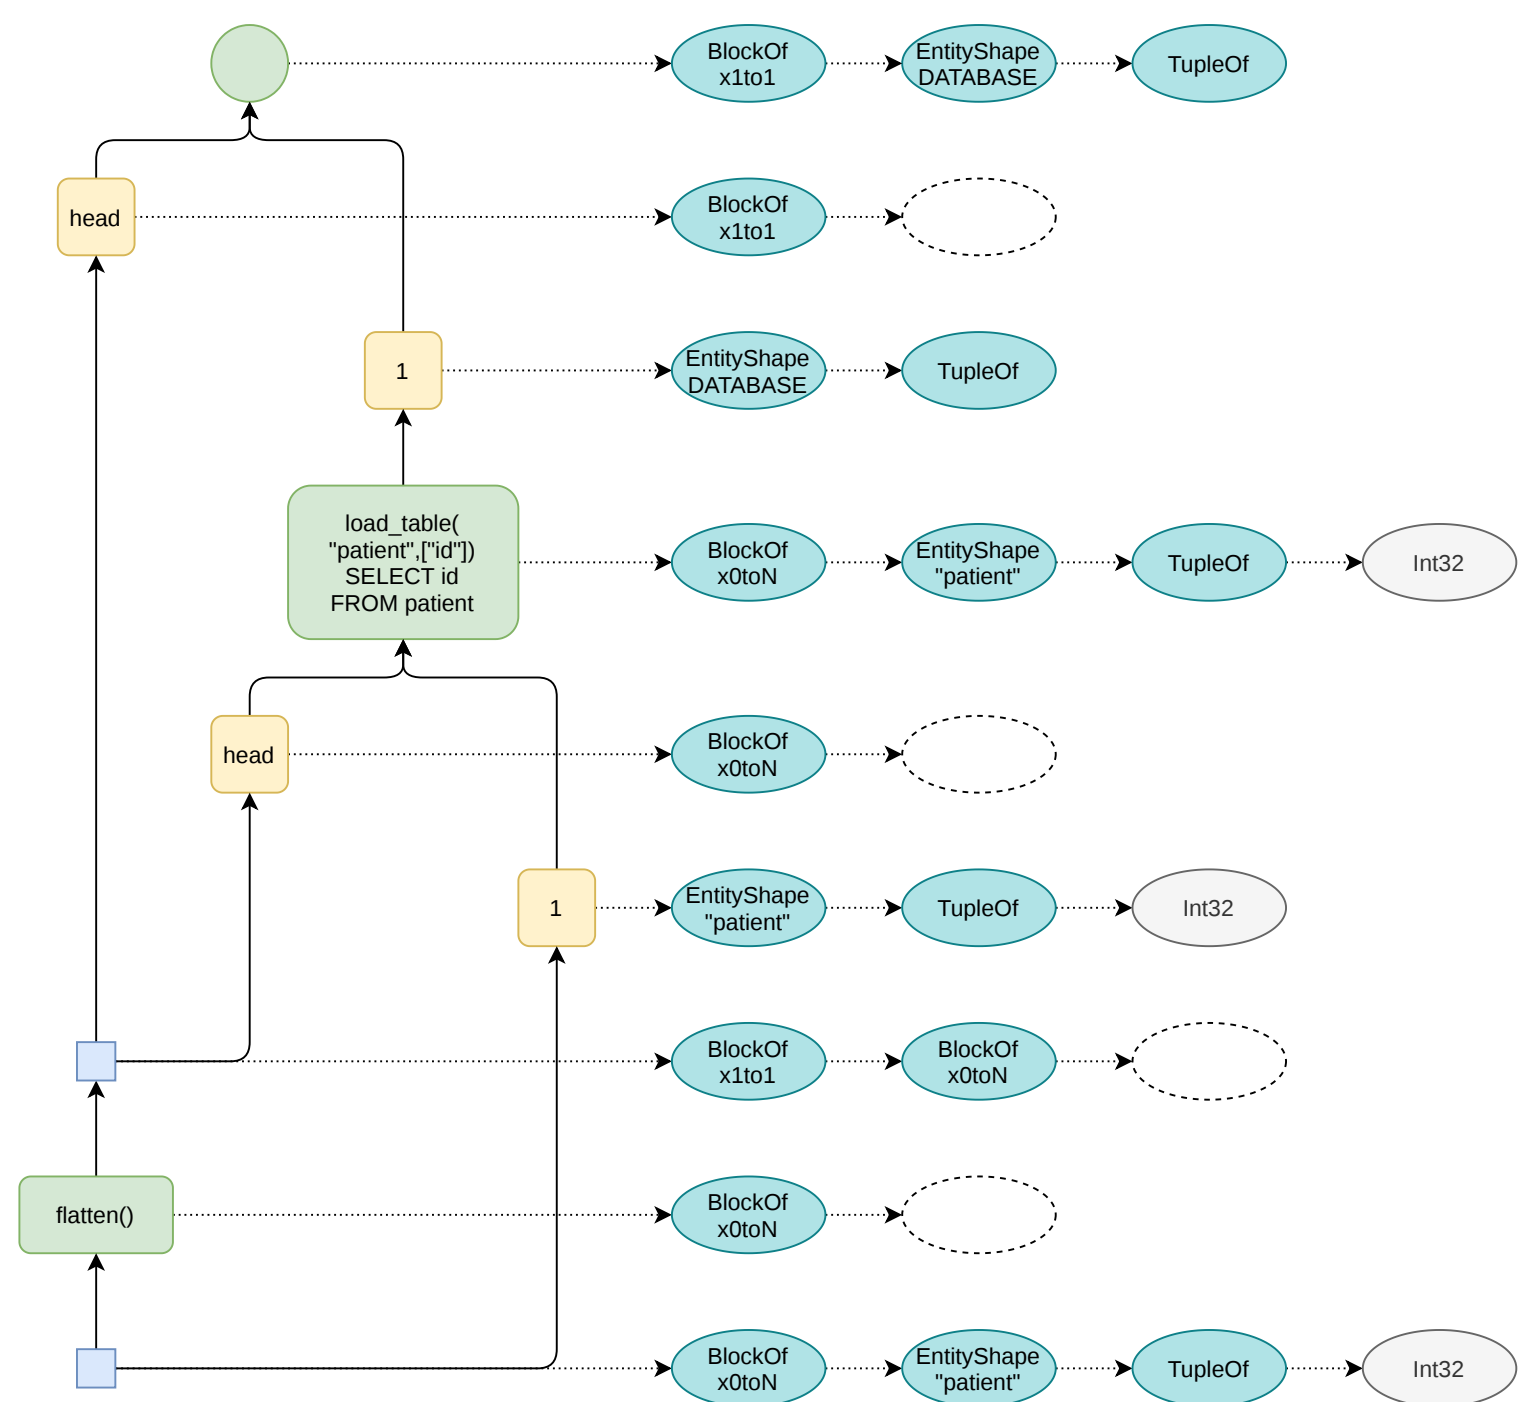 BlockOf
x1to1
EntityShape
DATABASE
TupleOf
head
BlockOf
x1to1
1
EntityShape
DATABASE
TupleOf
load_table(
"patient",["id"])
SELECT id
FROM patient
BlockOf
x0toN
EntityShape
"patient"
TupleOf
Int32
head
BlockOf
x0toN
1
EntityShape
"patient"
TupleOf
Int32
BlockOf
x1to1
BlockOf
x0toN
flatten()
BlockOf
x0toN
BlockOf
x0toN
EntityShape
"patient"
TupleOf
Int32